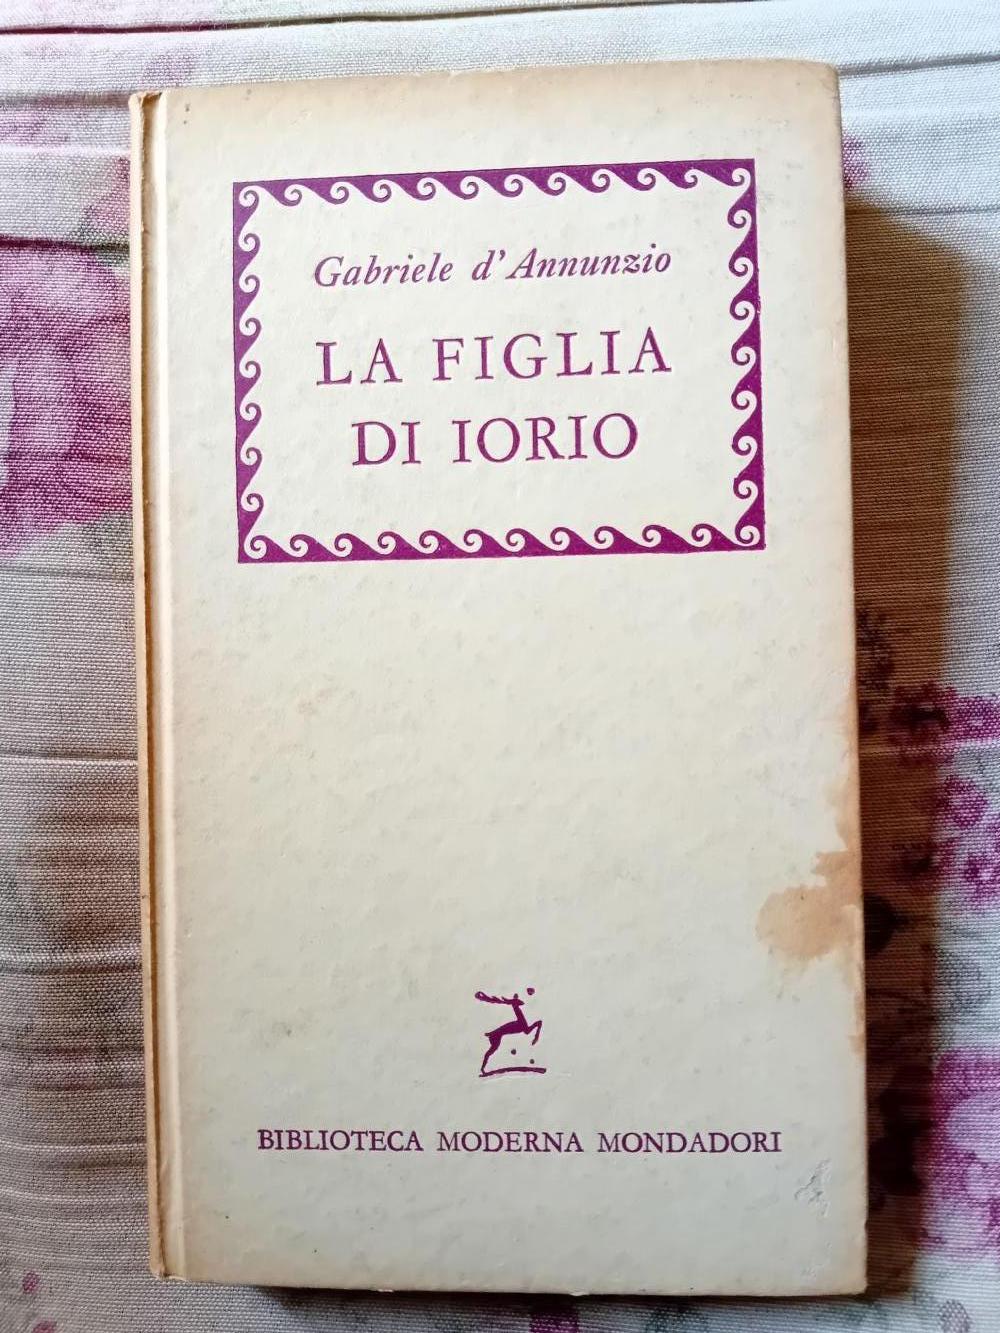 Gabriele d'Annunzio
LA FIGLIA
DI IORIO
BIBLIOTECA MODERNA MONDADORI